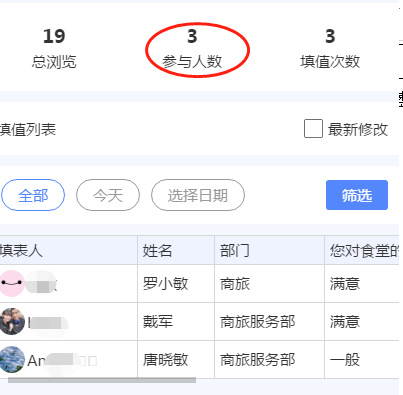 19 3 3
总浏览 参与人数 填值次数
填值列表 最新修改
全部 今天 选择日期 筛选
填表人 姓名 部门 您对食堂的
罗小敏 商旅 满意
戴军 商旅服务部 满意
An 唐晓敏 商旅服务部 一般